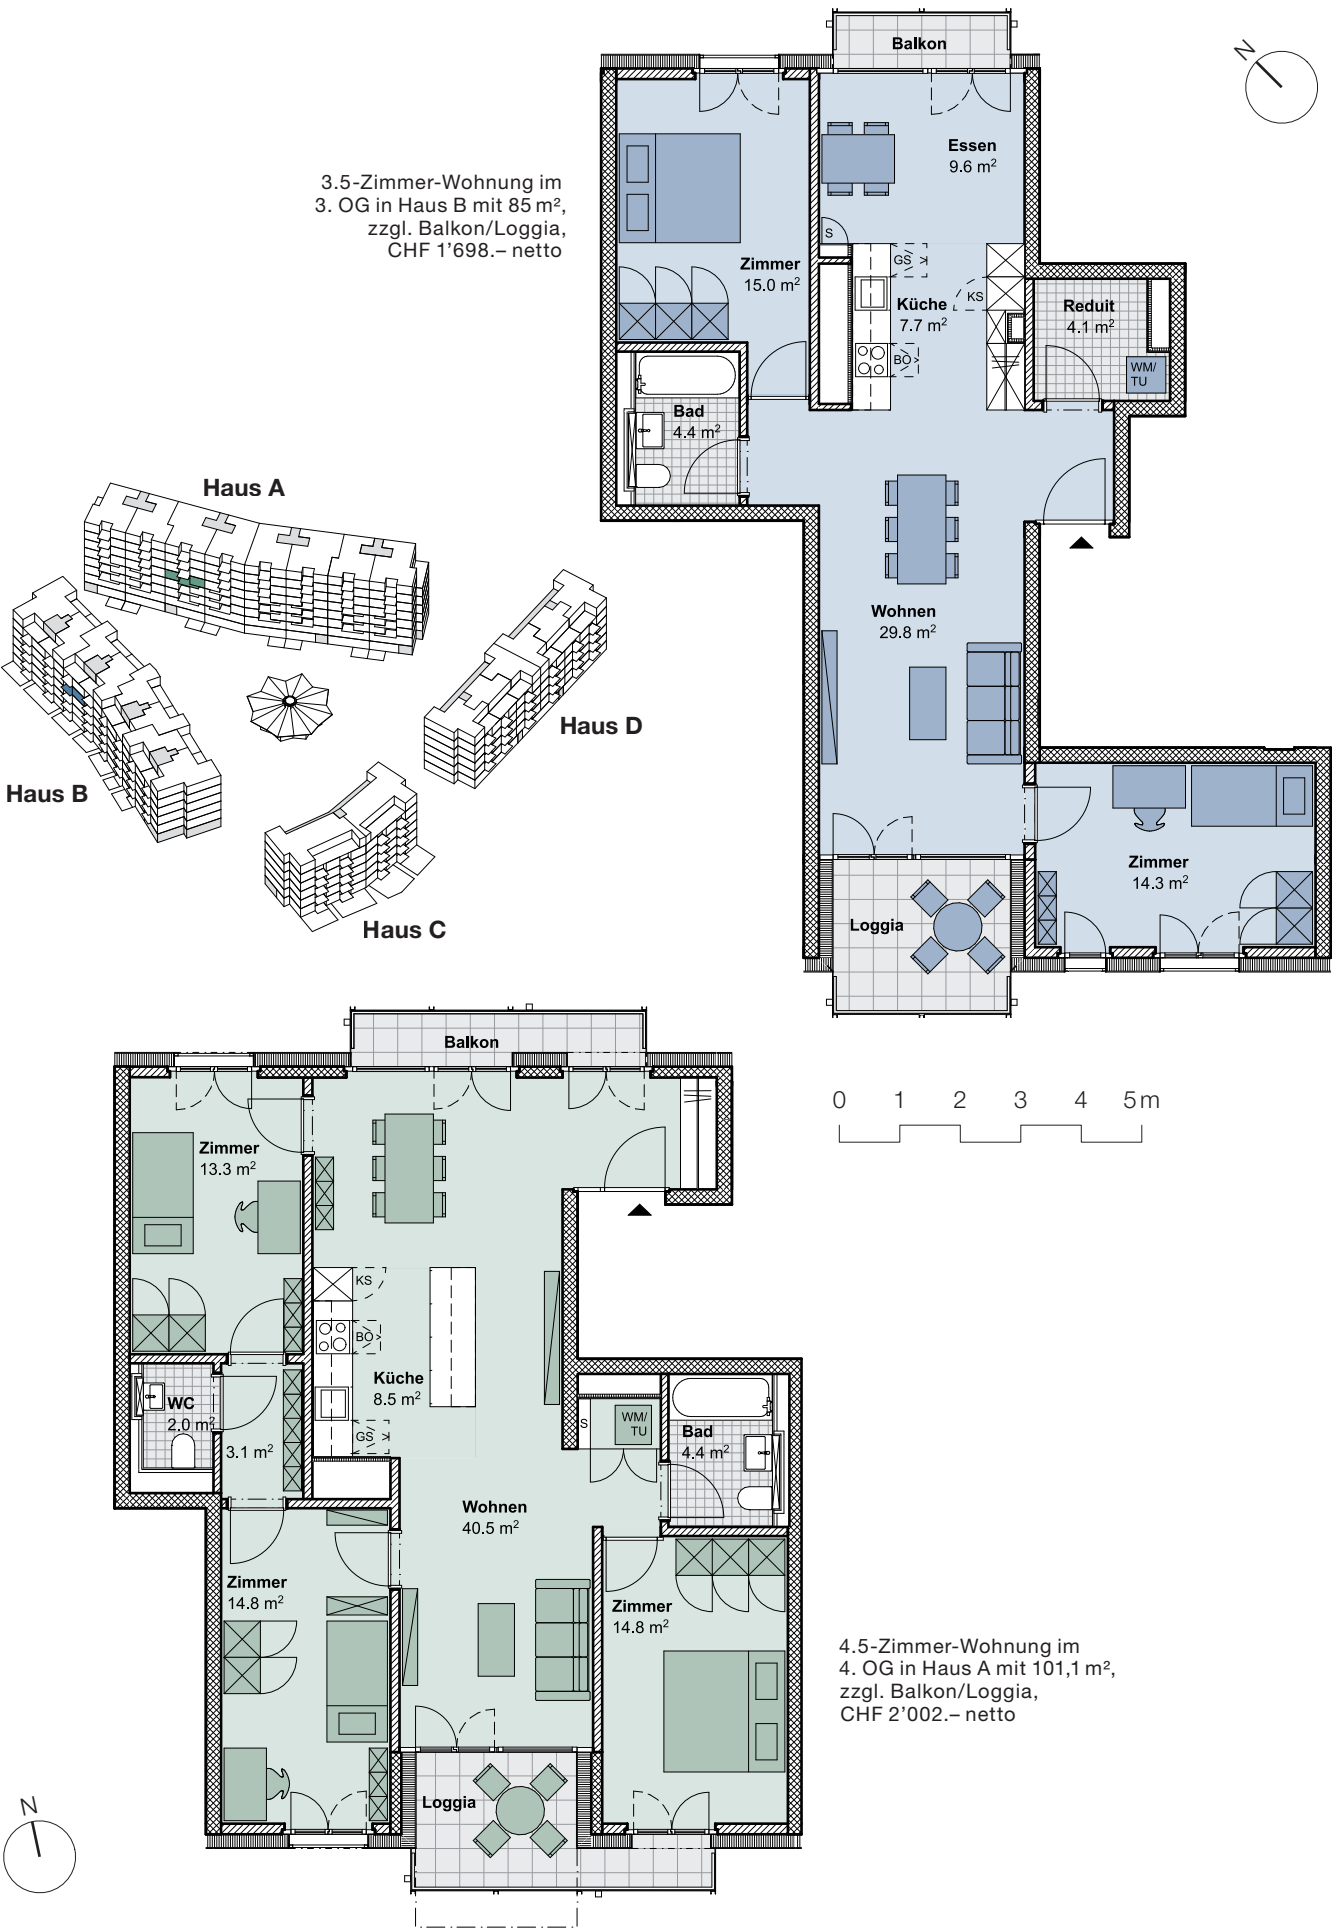 Balkon
N
Essen
9.6 m²
3.5-Zimmer-Wohnung im
3. OG in Haus B mit 85 m²,
zzgl. Balkon/Loggia,
CHF 1’698.– netto
S
GS
Zimmer
15.0 m²
KS
Küche
7.7 m²
Reduit
4.1 m²
BO
WM/
TU
Bad
4.4 m²
Haus A
Wohnen
29.8 m²
Haus D
Haus B
Zimmer
14.3 m²
Haus C
Loggia
Balkon
0 1 2 3 4 5 m
Zimmer
13.3 m²
KS
BO
Küche
8.5 m²
WC
2.0 m²
GS
3.1 m²
S
WM/
TU
Bad
4.4 m²
Wohnen
40.5 m²
Zimmer
14.8 m²
Zimmer
14.8 m²
4.5-Zimmer-Wohnung im
4. OG in Haus A mit 101,1 m²,
zzgl. Balkon/Loggia,
CHF 2’002.– netto
Loggia
N